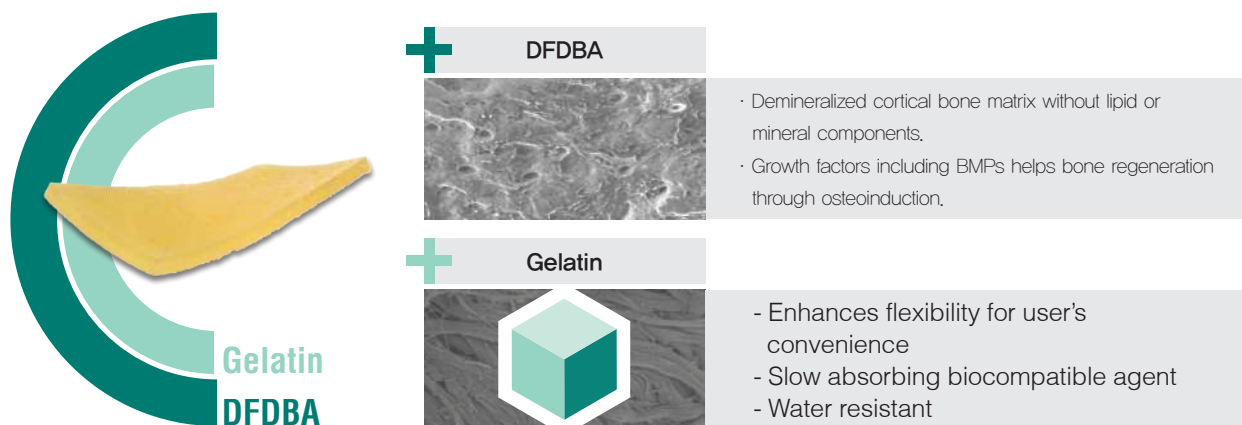 Gelatin
DFDBA
DFDBA
· Demineralized cortical bone matrix without lipid or
mineral components.
· Growth factors including BMPs helps bone regeneration
through osteoinduction.
Gelatin
- Enhances flexibility for user's
convenience
- Slow absorbing biocompatible agent
- Water resistant